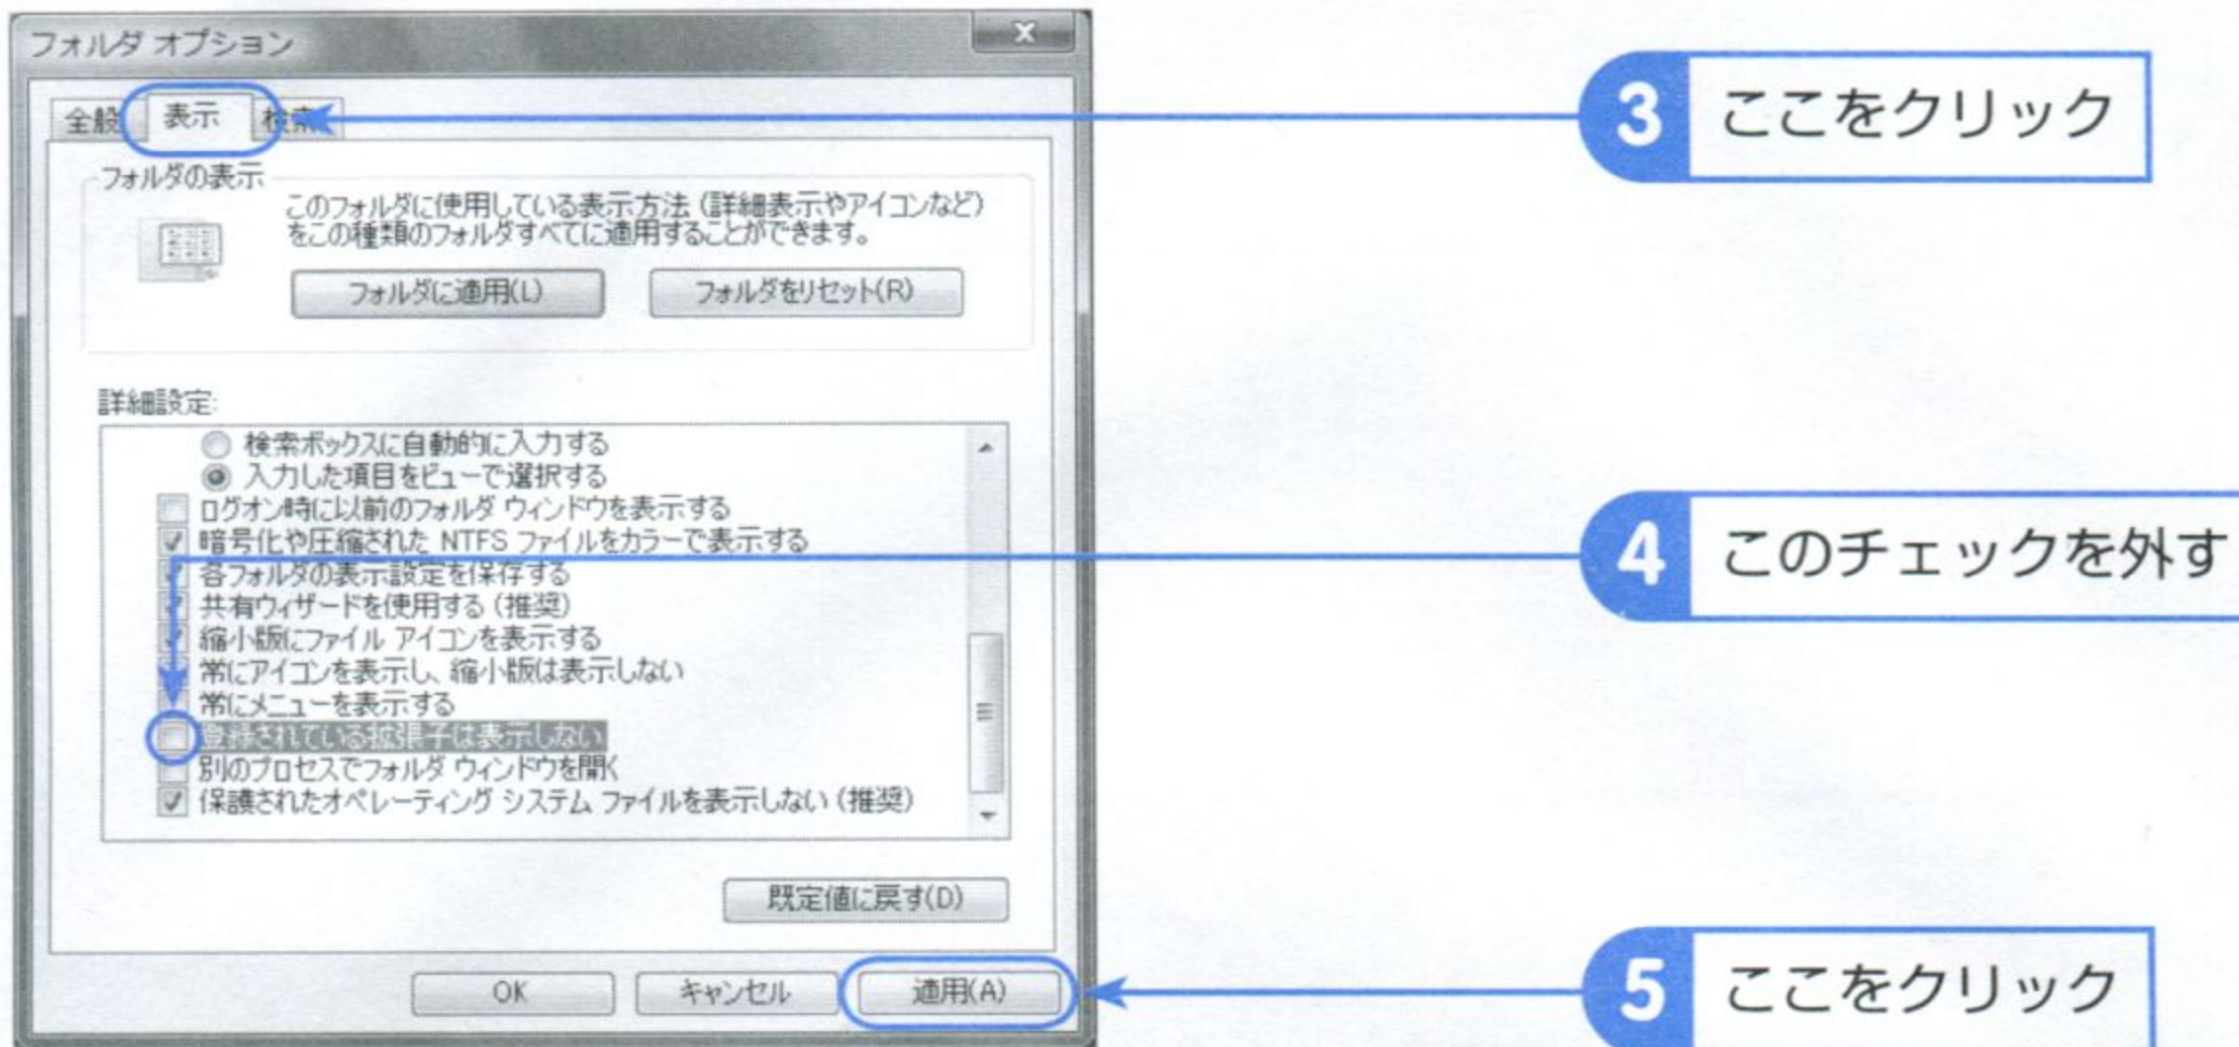 フォルダ オプション
全般 表示 検索
3 ここをクリック
フォルダの表示
このフォルダに使用している表示方法 (詳細表示やアイコンなど)
をこの種類のフォルダすべてに適用することができます。
フォルダに適用(L) フォルダをリセット(R)
詳細設定:
検索ボックスに自動的に入力する
入力した項目をビューで選択する
ログオン時に以前のフォルダ ウィンドウを表示する
暗号化や圧縮された NTFS ファイルをカラーで表示する
4 このチェックを外す
各フォルダの表示設定を保存する
共有ウィザードを使用する (推奨)
縮小版にファイル アイコンを表示する
常にアイコンを表示し、縮小版は表示しない
常にメニューを表示する
登録されている拡張子は表示しない
別のプロセスでフォルダ ウィンドウを開く
保護されたオペレーティング システム ファイルを表示しない (推奨)
既定値に戻す(D)
OK キャンセル 適用(A)
5 ここをクリック